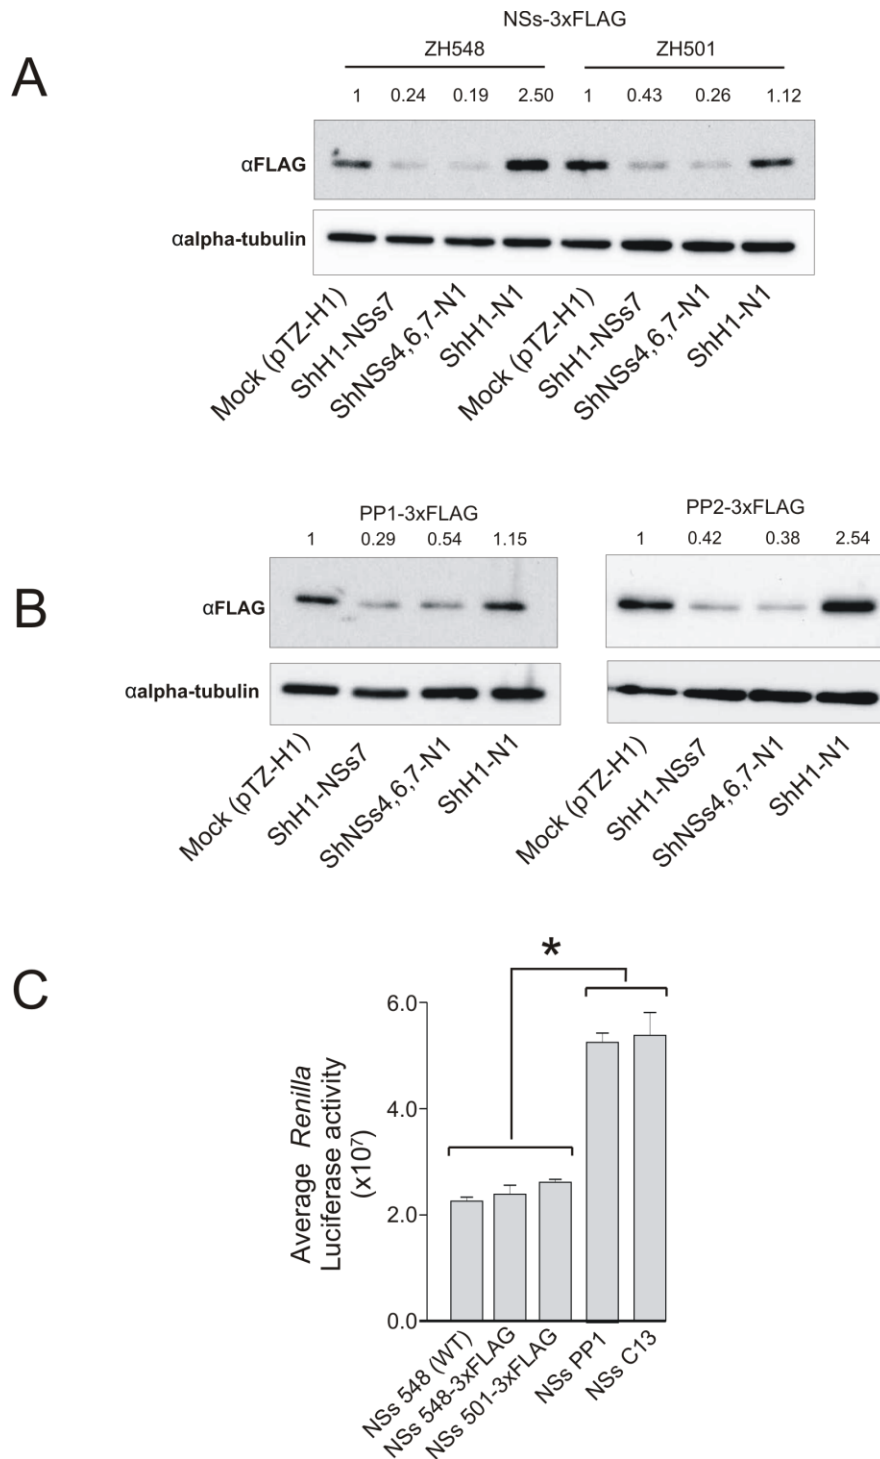 A
NSs-3xFLAG
ZH548 ZH501
1 0.24 0.19 2.50 1 0.43 0.26 1.12
αFLAG
αalpha-tubulin
Mock (pTZ-H1)
ShH1-NSs7
ShNSs4,6,7-N1
ShH1-N1
Mock (pTZ-H1)
ShH1-NSs7
ShNSs4,6,7-N1
ShH1-N1
B
PP1-3xFLAG PP2-3xFLAG
1 0.29 0.54 1.15 1 0.42 0.38 2.54
αFLAG
αalpha-tubulin
Mock (pTZ-H1)
ShH1-NSs7
ShNSs4,6,7-N1
ShH1-N1
Mock (pTZ-H1)
ShH1-NSs7
ShNSs4,6,7-N1
ShH1-N1
C
*
Average Renilla
Luciferase activity
(x10⁷)
6.0
4.0
2.0
0.0
NSs 548 (WT)
NSs 548-3xFLAG
NSs 501-3xFLAG
NSs PP1
NSs C13